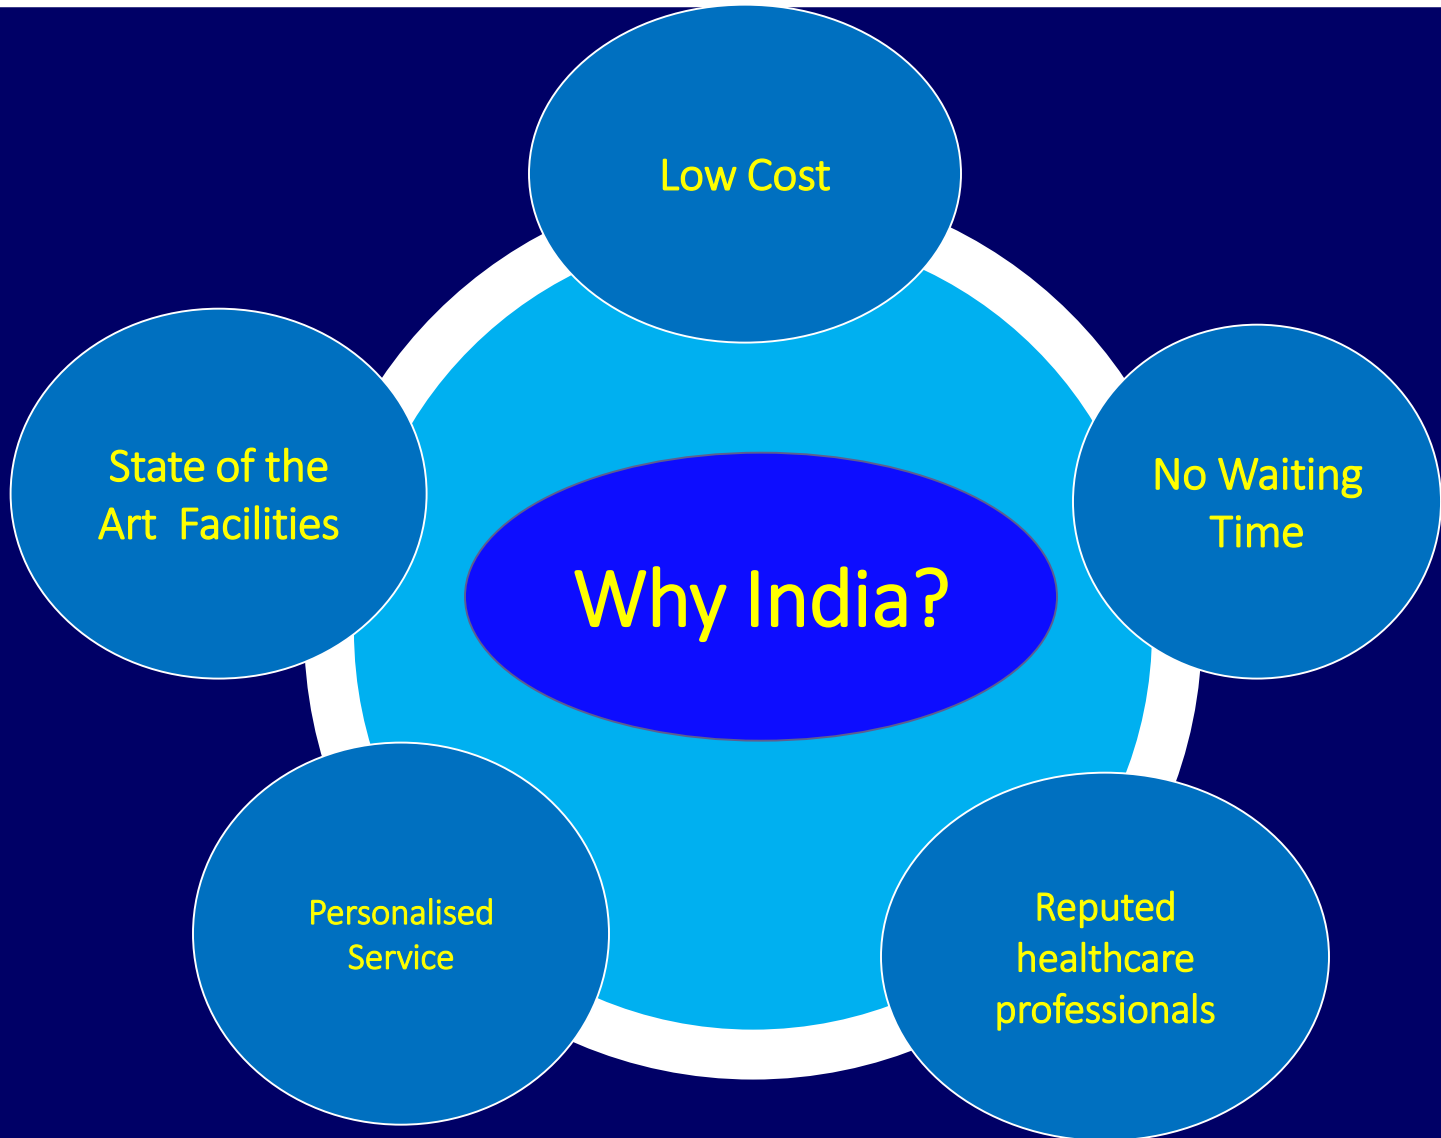 Low Cost
State of the
Art Facilities
No Waiting
Time
Why India?
Personalised
Service
Reputed
healthcare
professionals